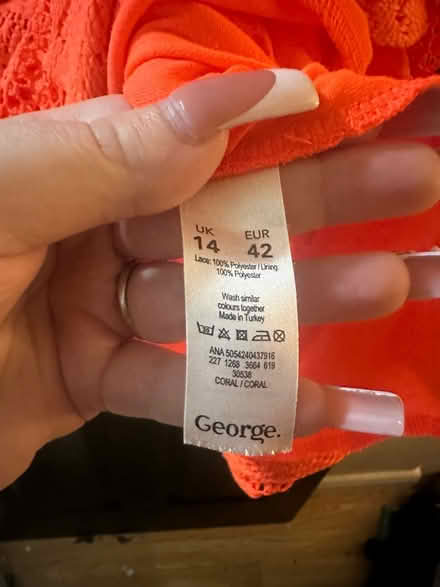 UK EUR
14 42
Lace: 100% Polyester / Lining:
100% Polyester
Wash similar
colours together
Made in Turkey
ANA 5054240437916
227 1268 3664 619
30538
CORAL / CORAL
George.